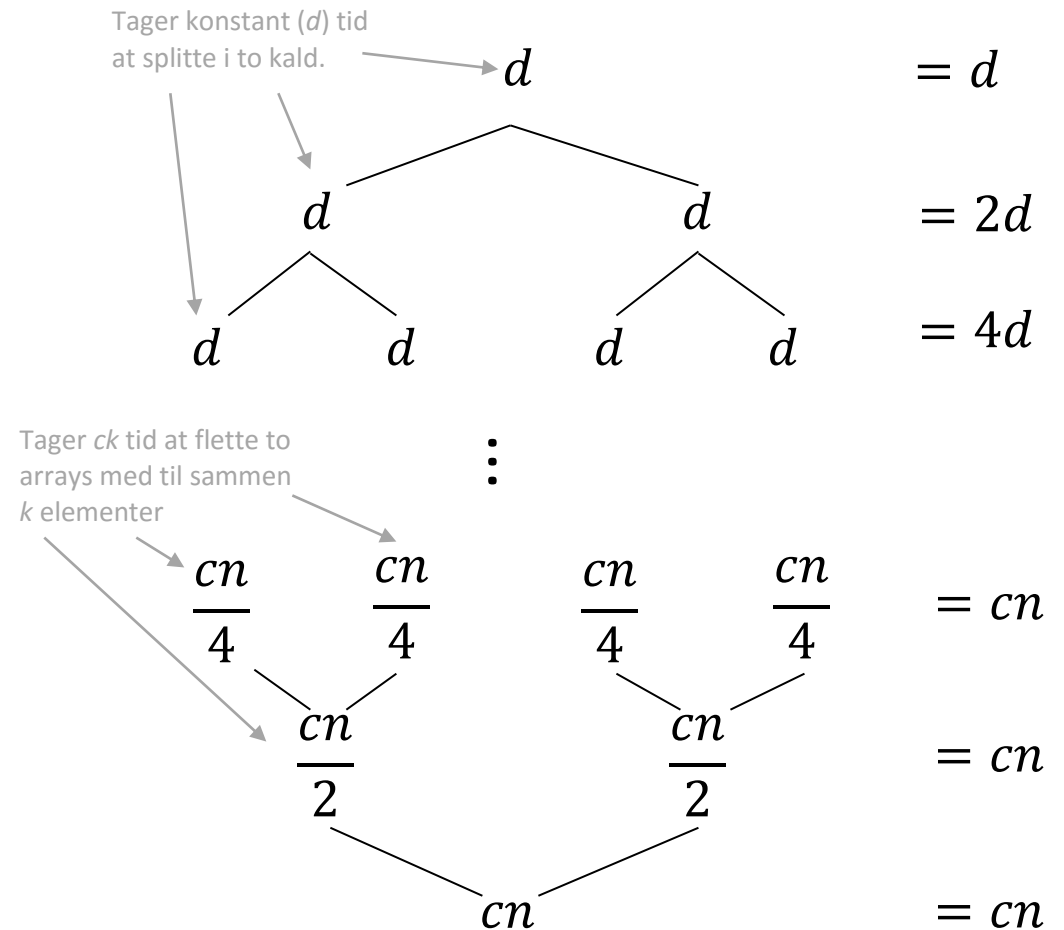 Tager konstant (d) tid
at splitte i to kald.
d = d
d d = 2d
d d d d = 4d
⋮
Tager ck tid at flette to
arrays med til sammen
k elementer
cn/4 cn/4 cn/4 cn/4 = cn
cn/2 cn/2 = cn
cn = cn